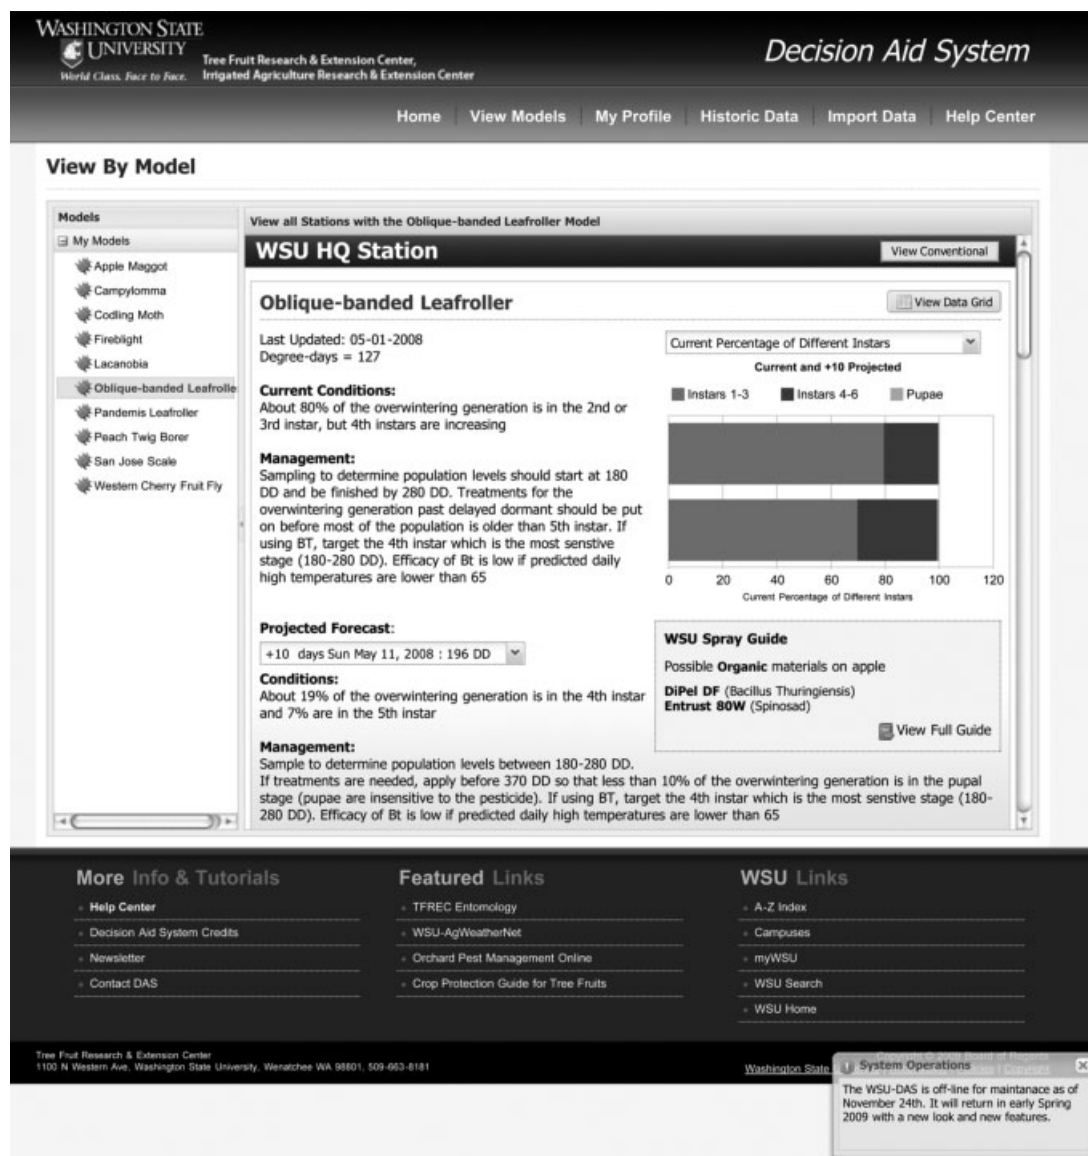 WASHINGTON STATE
UNIVERSITY
World Class. Face to Face.
Tree Fruit Research & Extension Center,
Irrigated Agriculture Research & Extension Center
Decision Aid System
Home
View Models
My Profile
Historic Data
Import Data
Help Center
View By Model
Models
My Models
Apple Maggot
Campylomma
Codling Moth
Fireblight
Lacanobia
Oblique-banded Leafrolle
Pandemis Leafroller
Peach Twig Borer
San Jose Scale
Western Cherry Fruit Fly
View all Stations with the Oblique-banded Leafroller Model
WSU HQ Station
View Conventional
Oblique-banded Leafroller
View Data Grid
Last Updated: 05-01-2008
Degree-days = 127
Current Conditions:
About 80% of the overwintering generation is in the 2nd or
3rd instar, but 4th instars are increasing
Management:
Sampling to determine population levels should start at 180
DD and be finished by 280 DD. Treatments for the
overwintering generation past delayed dormant should be put
on before most of the population is older than 5th instar. If
using BT, target the 4th instar which is the most senstive
stage (180-280 DD). Efficacy of Bt is low if predicted daily
high temperatures are lower than 65
Current Percentage of Different Instars
Current and +10 Projected
Instars 1-3
Instars 4-6
Pupae
0 20 40 60 80 100 120
Current Percentage of Different Instars
Projected Forecast:
+10 days Sun May 11, 2008 : 196 DD
Conditions:
About 19% of the overwintering generation is in the 4th instar
and 7% are in the 5th instar
WSU Spray Guide
Possible Organic materials on apple
DiPel DF (Bacillus Thuringiensis)
Entrust 80W (Spinosad)
View Full Guide
Management:
Sample to determine population levels between 180-280 DD.
If treatments are needed, apply before 370 DD so that less than 10% of the overwintering generation is in the pupal
stage (pupae are insensitive to the pesticide). If using BT, target the 4th instar which is the most senstive stage (180-
280 DD). Efficacy of Bt is low if predicted daily high temperatures are lower than 65
More Info & Tutorials
Help Center
Decision Aid System Credits
Newsletter
Contact DAS
Featured Links
TFREC Entomology
WSU-AgWeatherNet
Orchard Pest Management Online
Crop Protection Guide for Tree Fruits
WSU Links
A-Z Index
Campuses
myWSU
WSU Search
WSU Home
Tree Fruit Research & Extension Center
1100 N Western Ave, Washington State University, Wenatchee WA 98801, 509-663-8181
Washington State
System Operations
The WSU-DAS is off-line for maintanace as of
November 24th. It will return in early Spring
2009 with a new look and new features.